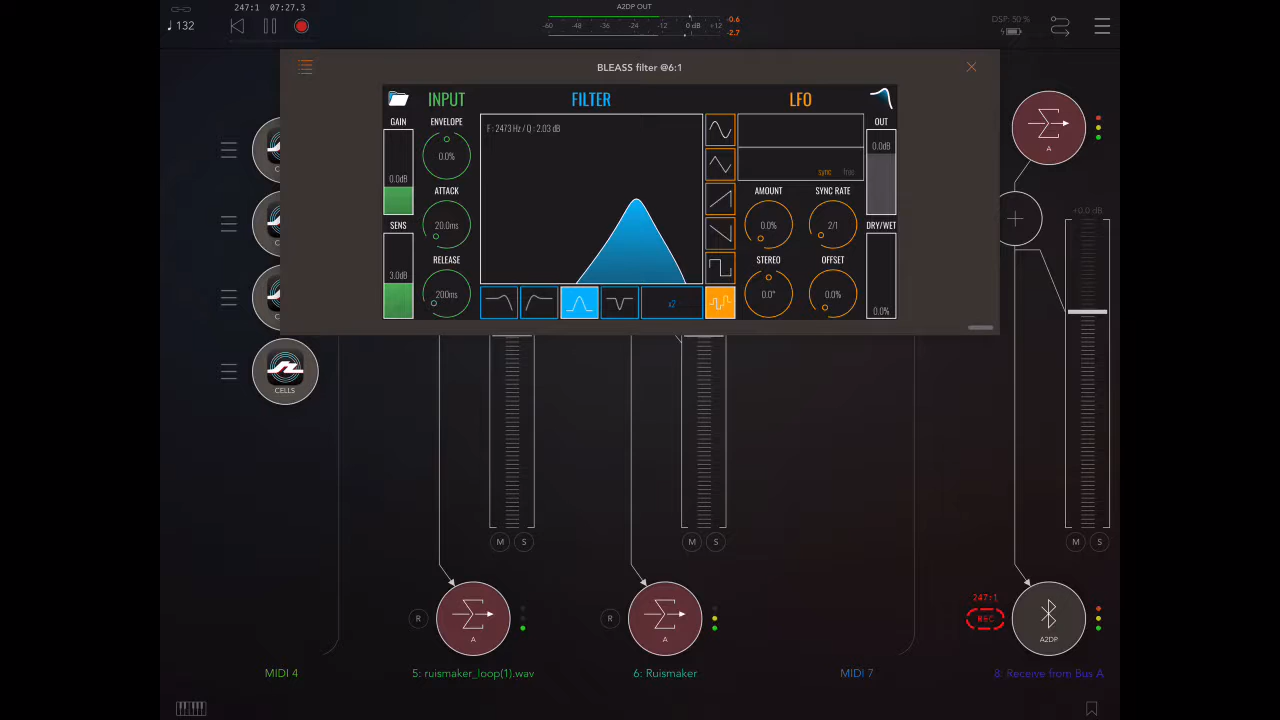 247:1 07:27.3
132
A2DP OUT
-60 -48 -36 -24 -12 0 dB +12
-0.6
-2.7
DSP: 50 %
BLEASS filter @6:1
INPUT
FILTER
LFO
GAIN
ENVELOPE
OUT
F : 2473 Hz / Q : 2.03 dB
0.0%
0.0dB
0.0dB
sync free
ATTACK
AMOUNT
SYNC RATE
20.0ms
0.0%
2/1
SENS
DRY/WET
RELEASE
STEREO
OFFSET
3.0dB
200ms
x2
0.0°
0.0%
0.0%
A
+0.0 dB
CELLS
M S
M S
M S
247:1
R
A
R
A
REC
A2DP
MIDI 4
5: ruismaker_loop(1).wav
6: Ruismaker
MIDI 7
8: Receive from Bus A